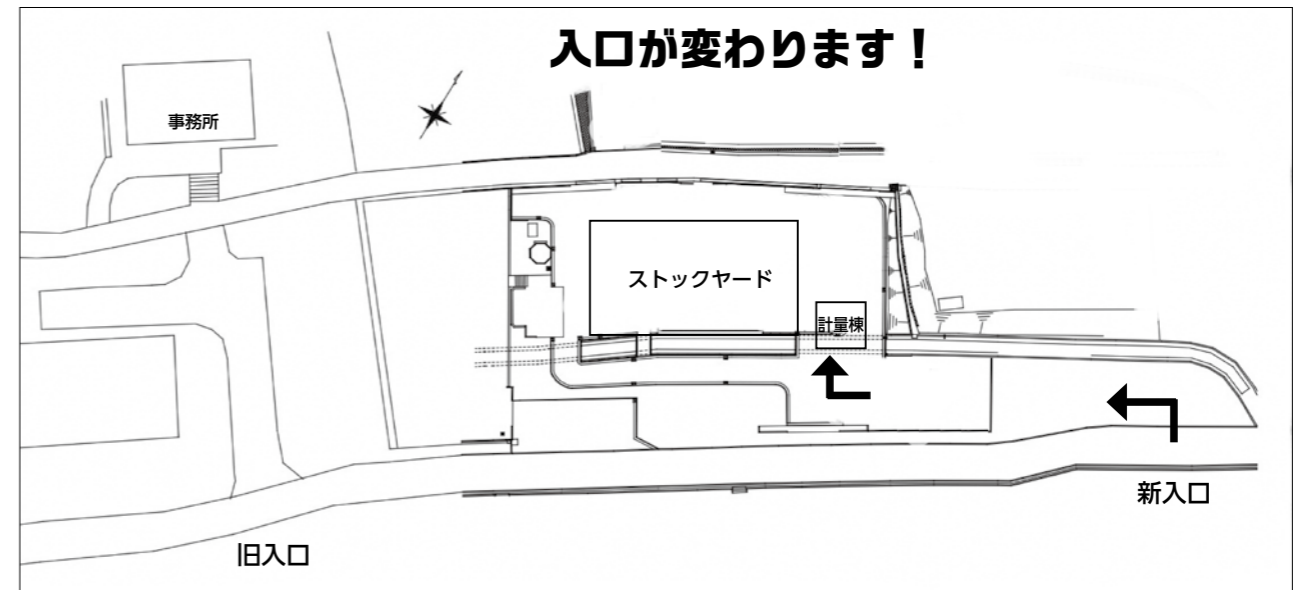 入口が変わります！
事務所
ストックヤード
計量棟
新入口
旧入口